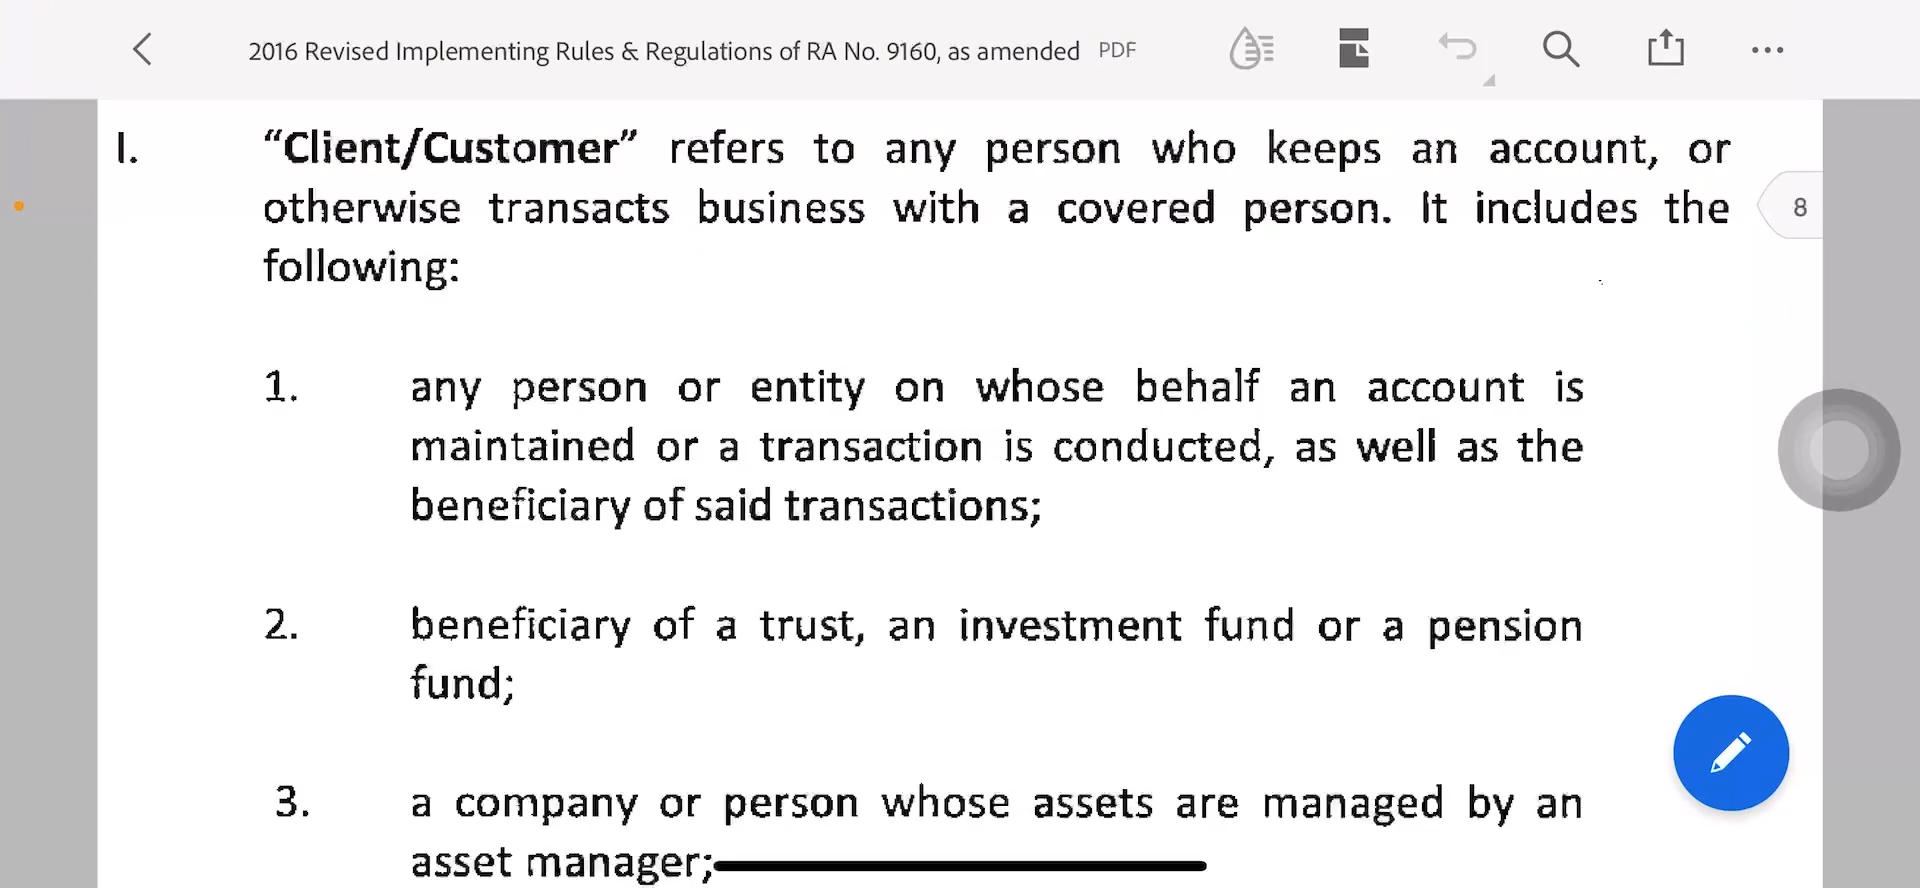 2016 Revised Implementing Rules & Regulations of RA No. 9160, as amended PDF
I. “Client/Customer” refers to any person who keeps an account, or
otherwise transacts business with a covered person. It includes the
following:
8
1. any person or entity on whose behalf an account is
maintained or a transaction is conducted, as well as the
beneficiary of said transactions;
2. beneficiary of a trust, an investment fund or a pension
fund;
3. a company or person whose assets are managed by an
asset manager;